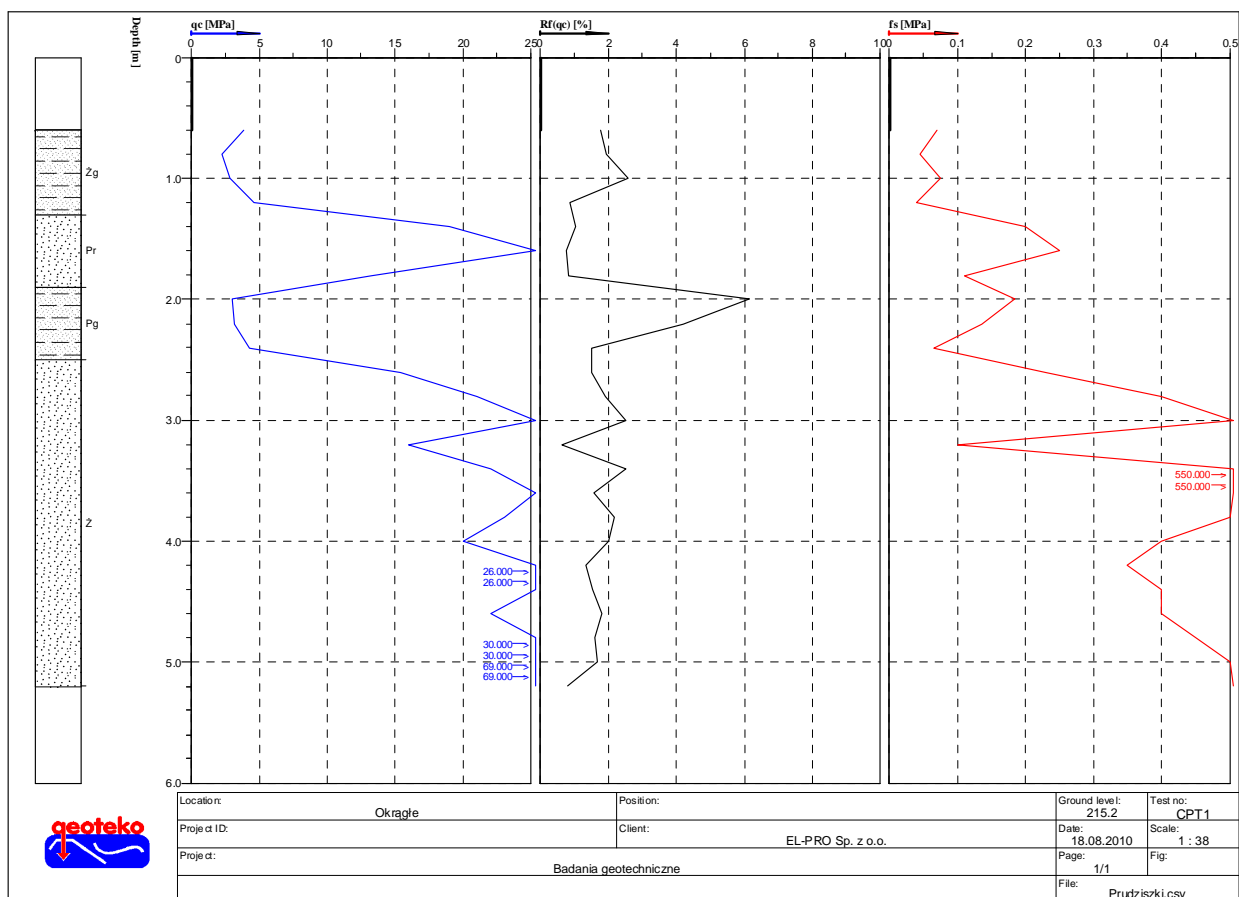 Depth [m]
qc [MPa]
Rf(qc) [%]
fs [MPa]
0 5 10 15 20 25
0 2 4 6 8 10
0 0.1 0.2 0.3 0.4 0.5
0
1.0
2.0
3.0
4.0
5.0
6.0
Żg
Pr
Pg
Ż
550.000
550.000
26.000
26.000
30.000
30.000
69.000
69.000
geoteko
Location:
Okrągłe
Position:
Ground level:
215.2
Test no:
CPT1
Project ID:
Client:
EL-PRO Sp. z o.o.
Date:
18.08.2010
Scale:
1 : 38
Project:
Badania geotechniczne
Page:
1/1
Fig:
File:
Prudziszki.csv